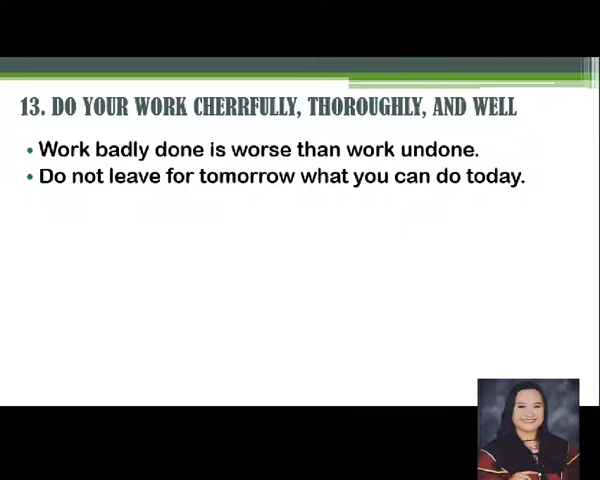 13. DO YOUR WORK CHERRFULLY, THOROUGHLY, AND WELL
• Work badly done is worse than work undone.
• Do not leave for tomorrow what you can do today.